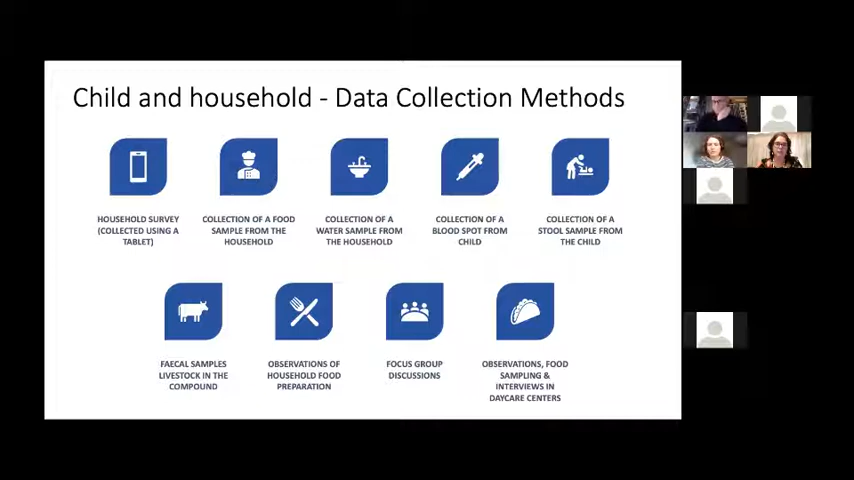 Child and household - Data Collection Methods
HOUSEHOLD SURVEY
(COLLECTED USING A
TABLET)
COLLECTION OF A FOOD
SAMPLE FROM THE
HOUSEHOLD
COLLECTION OF A
WATER SAMPLE FROM
THE HOUSEHOLD
COLLECTION OF A
BLOOD SPOT FROM
CHILD
COLLECTION OF A
STOOL SAMPLE FROM
THE CHILD
FAECAL SAMPLES
LIVESTOCK IN THE
COMPOUND
OBSERVATIONS OF
HOUSEHOLD FOOD
PREPARATION
FOCUS GROUP
DISCUSSIONS
OBSERVATIONS, FOOD
SAMPLING &
INTERVIEWS IN
DAYCARE CENTERS